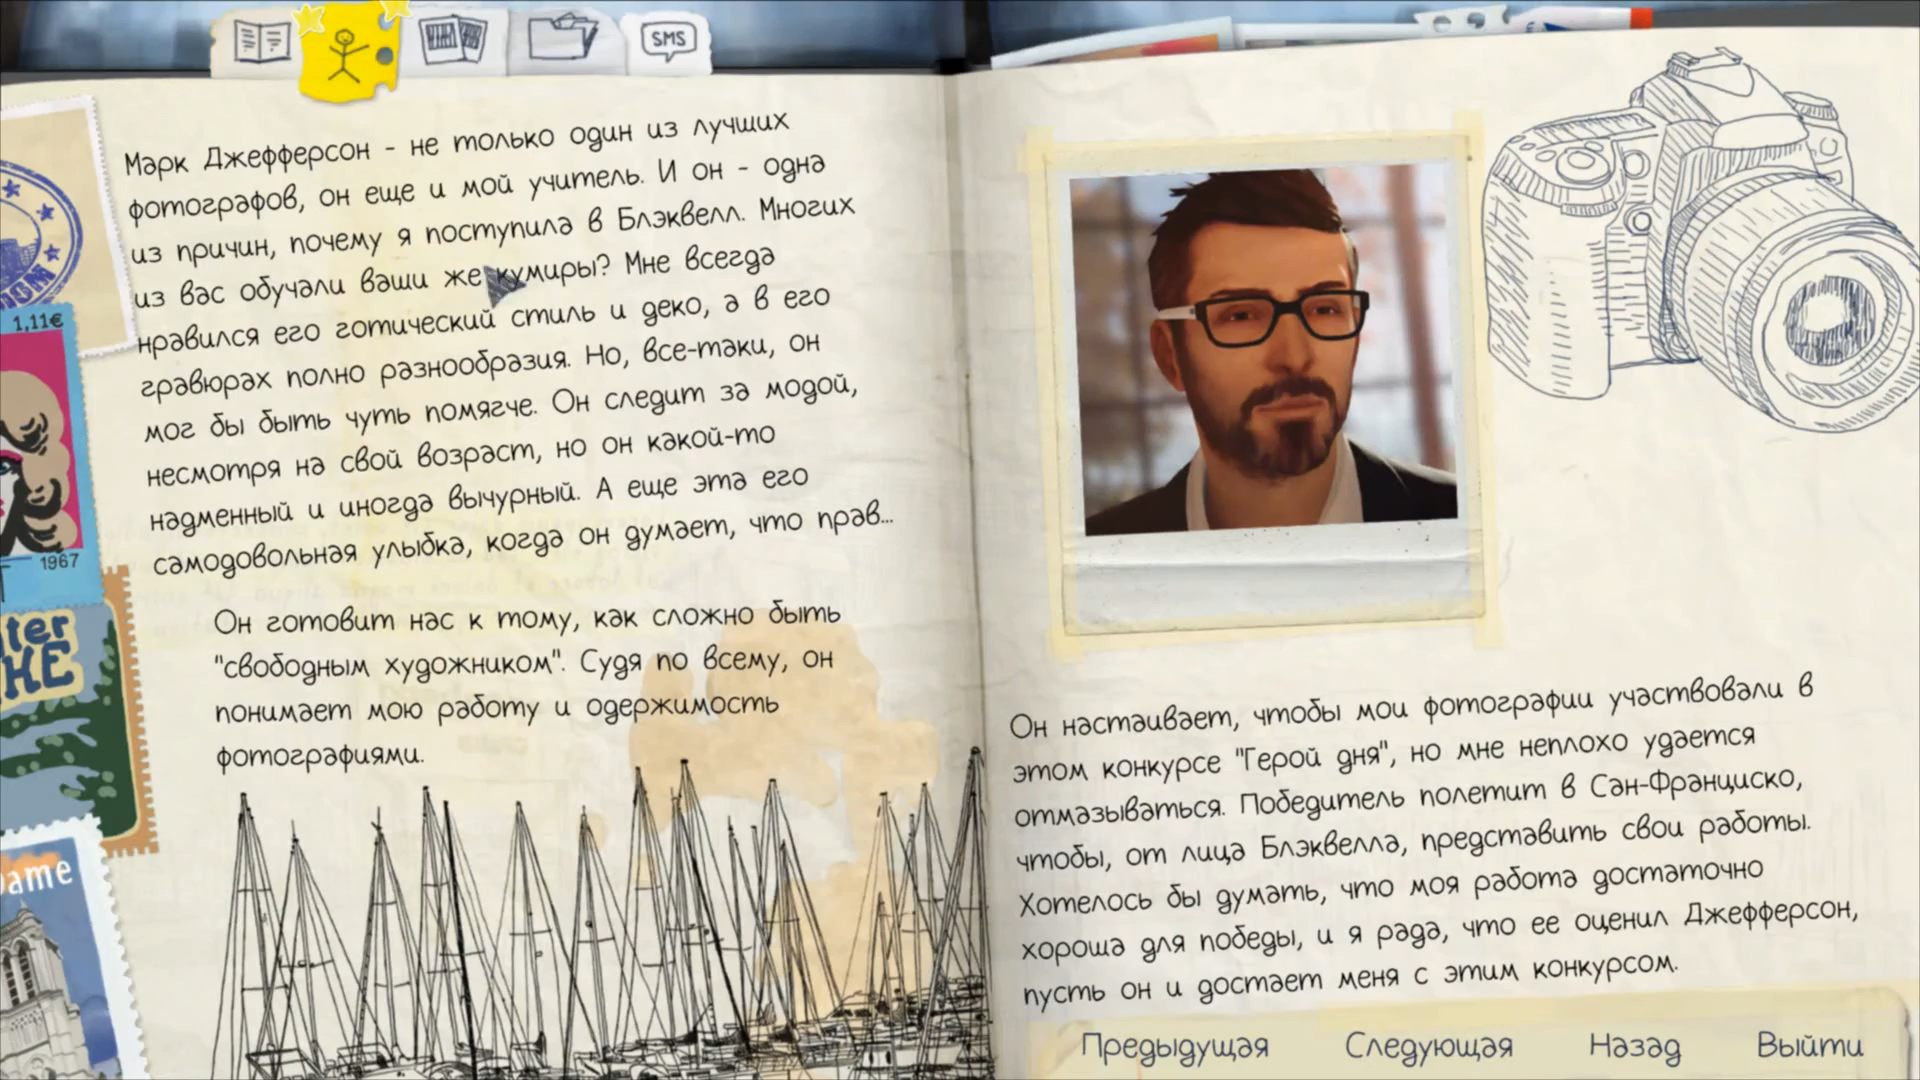 SMS
Марк Джефферсон - не только один из лучших
фотографов, он еще и мой учитель. И он - одна
из причин, почему я поступила в Блэквелл. Многих
из вас обучали ваши же кумиры? Мне всегда
нравился его готический стиль и деко, а в его
гравюрах полно разнообразия. Но, все-таки, он
мог бы быть чуть помягче. Он следит за модой,
несмотря на свой возраст, но он какой-то
надменный и иногда вычурный. А еще эта его
самодовольная улыбка, когда он думает, что прав...
Он готовит нас к тому, как сложно быть
"свободным художником". Судя по всему, он
понимает мою работу и одержимость
фотографиями.
1,11€
1967
Он настаивает, чтобы мои фотографии участвовали в
этом конкурсе "Герой дня", но мне неплохо удается
отмазываться. Победитель полетит в Сан-Франциско,
чтобы, от лица Блэквелла, представить свои работы.
Хотелось бы думать, что моя работа достаточно
хороша для победы, и я рада, что ее оценил Джефферсон,
пусть он и достает меня с этим конкурсом.
Предыдущая Следующая Назад Выйти